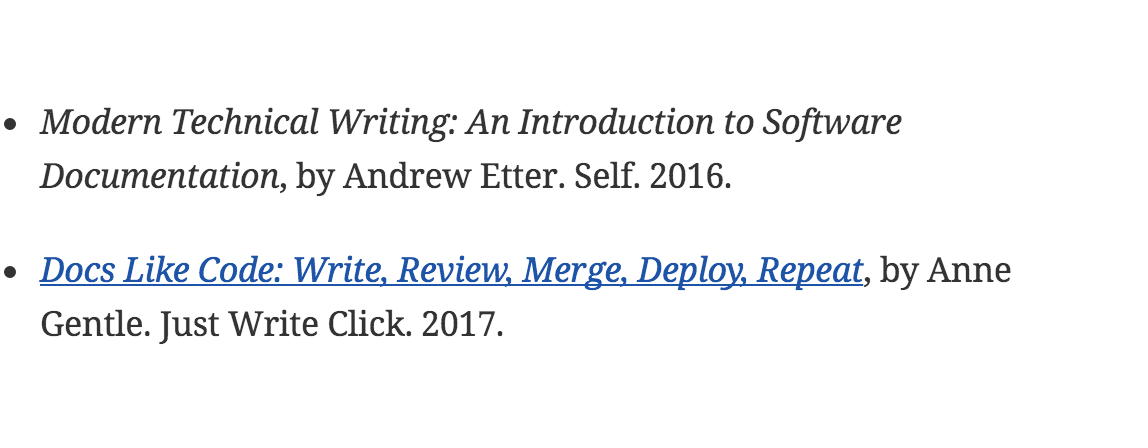 • Modern Technical Writing: An Introduction to Software
Documentation, by Andrew Etter. Self. 2016.
• Docs Like Code: Write, Review, Merge, Deploy, Repeat, by Anne
Gentle. Just Write Click. 2017.